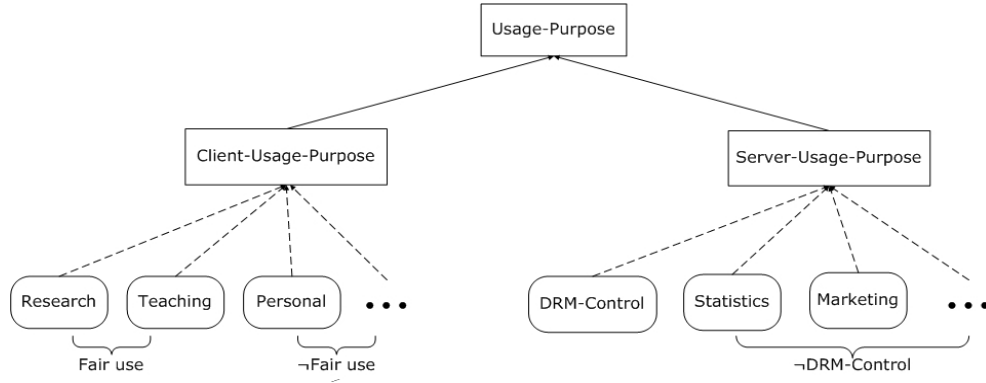 Usage-Purpose
Client-Usage-Purpose
Server-Usage-Purpose
Research
Teaching
Personal
DRM-Control
Statistics
Marketing
Fair use
¬Fair use
¬DRM-Control